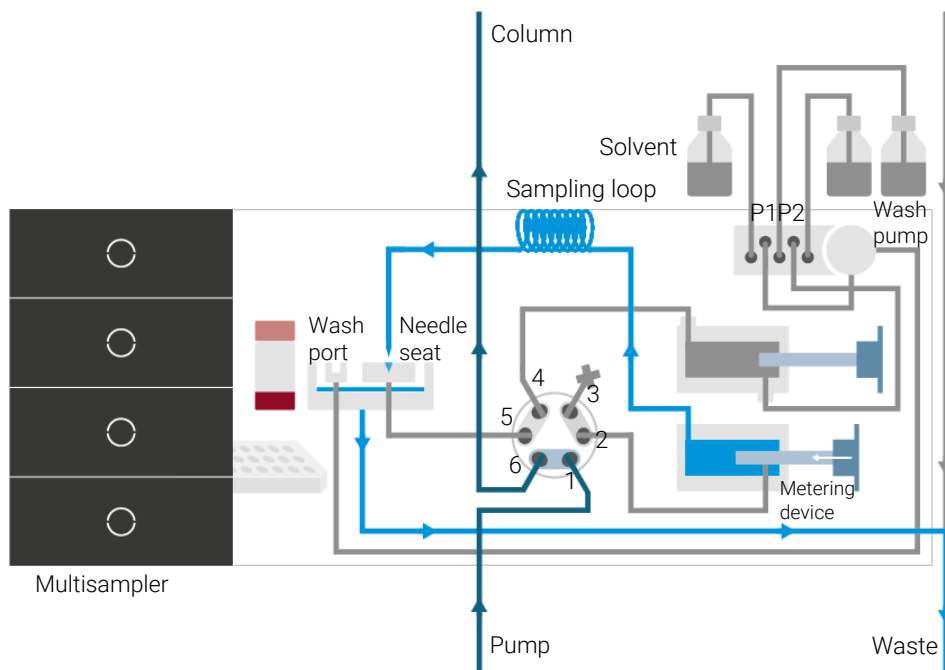 Column
Solvent
Sampling loop
P1P2
Wash
pump
Wash
port
Needle
seat
4
3
5
2
6
1
Metering
device
Multisampler
Pump
Waste